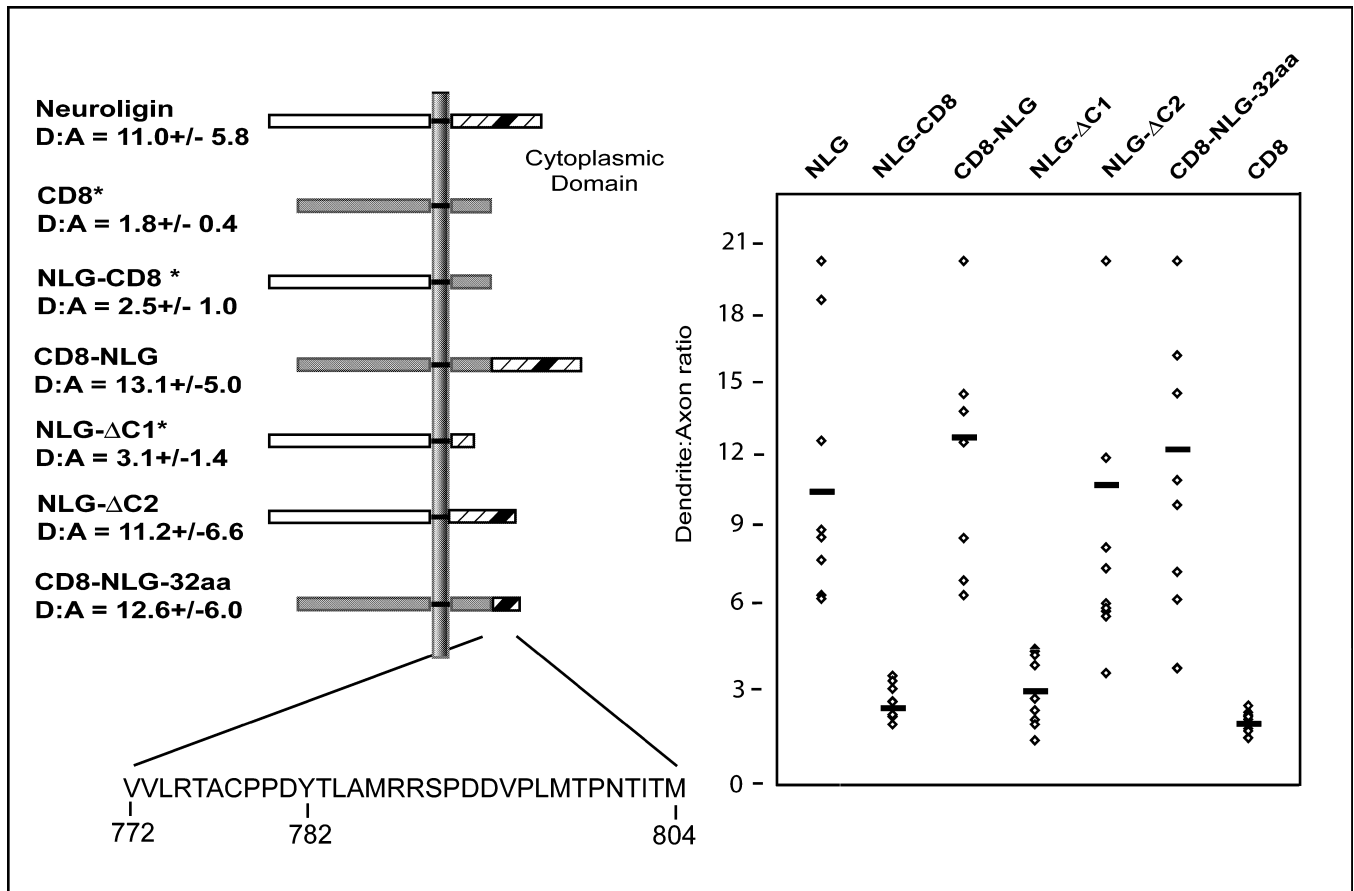 Neuroligin
D:A = 11.0+/- 5.8
Cytoplasmic
Domain
CD8*
D:A = 1.8+/- 0.4
NLG-CD8 *
D:A = 2.5+/- 1.0
CD8-NLG
D:A = 13.1+/-5.0
NLG-ΔC1*
D:A = 3.1+/-1.4
NLG-ΔC2
D:A = 11.2+/-6.6
CD8-NLG-32aa
D:A = 12.6+/-6.0
VVLRTACPPDYTLAMRRSPDDVPLMTPNTITM
772
782
804
NLG
NLG-CD8
CD8-NLG
NLG-ΔC1
NLG-ΔC2
CD8-NLG-32aa
CD8
Dendrite:Axon ratio
21
18
15
12
9
6
3
0